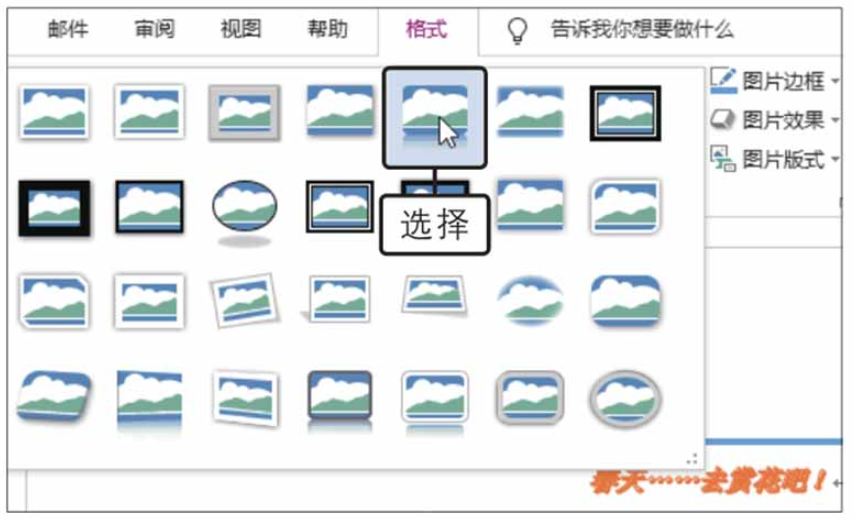 邮件 审阅 视图 帮助 格式 告诉我你想要做什么
图片边框
图片效果
图片版式
选择
春天……去赏花吧！